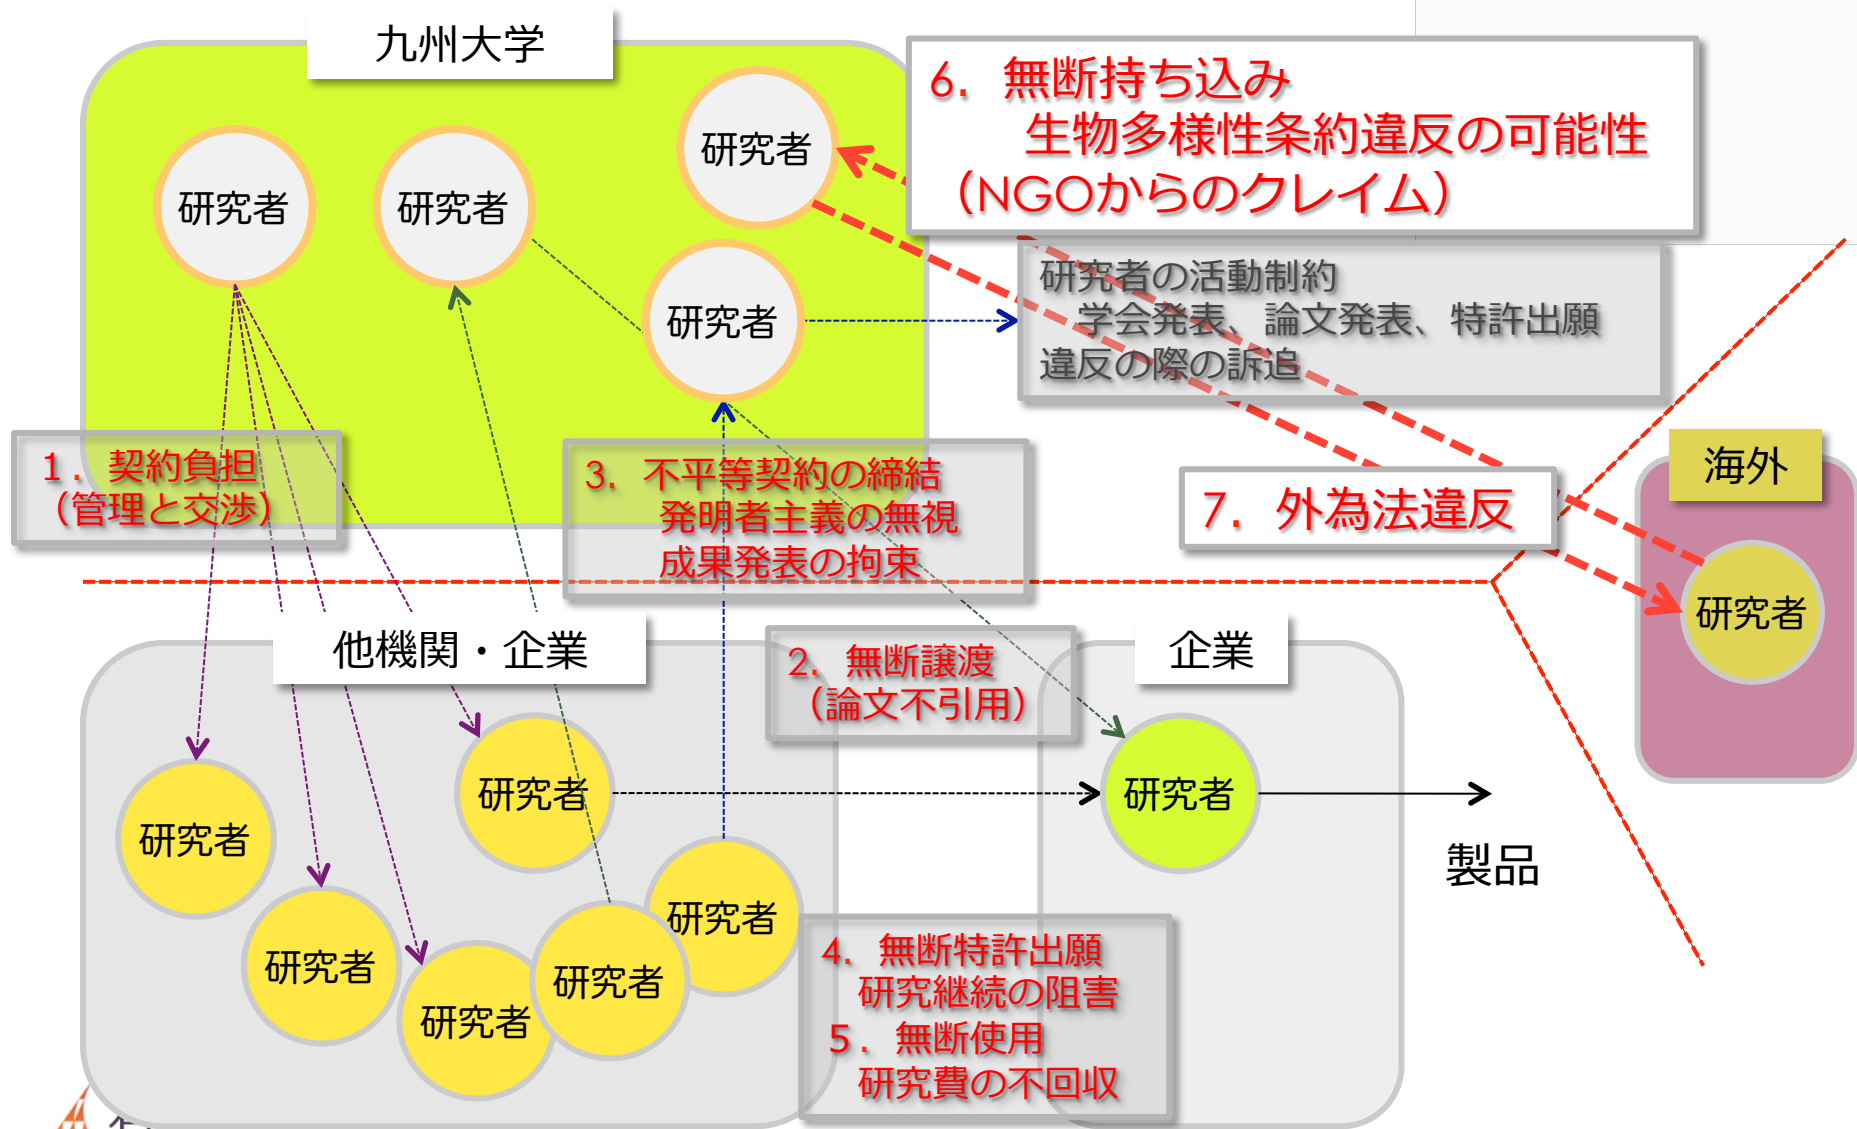 九州大学
6. 無断持ち込み
生物多様性条約違反の可能性
（NGOからのクレイム）
研究者
研究者
研究者
研究者
研究者の活動制約
学会発表、論文発表、特許出願
違反の際の訴追
1. 契約負担
（管理と交渉）
3. 不平等契約の締結
発明者主義の無視
成果発表の拘束
7. 外為法違反
海外
研究者
他機関・企業
2. 無断譲渡
（論文不引用）
企業
研究者
研究者
研究者
研究者
研究者
研究者
研究者
製品
4. 無断特許出願
研究継続の阻害
5. 無断使用
研究費の不回収